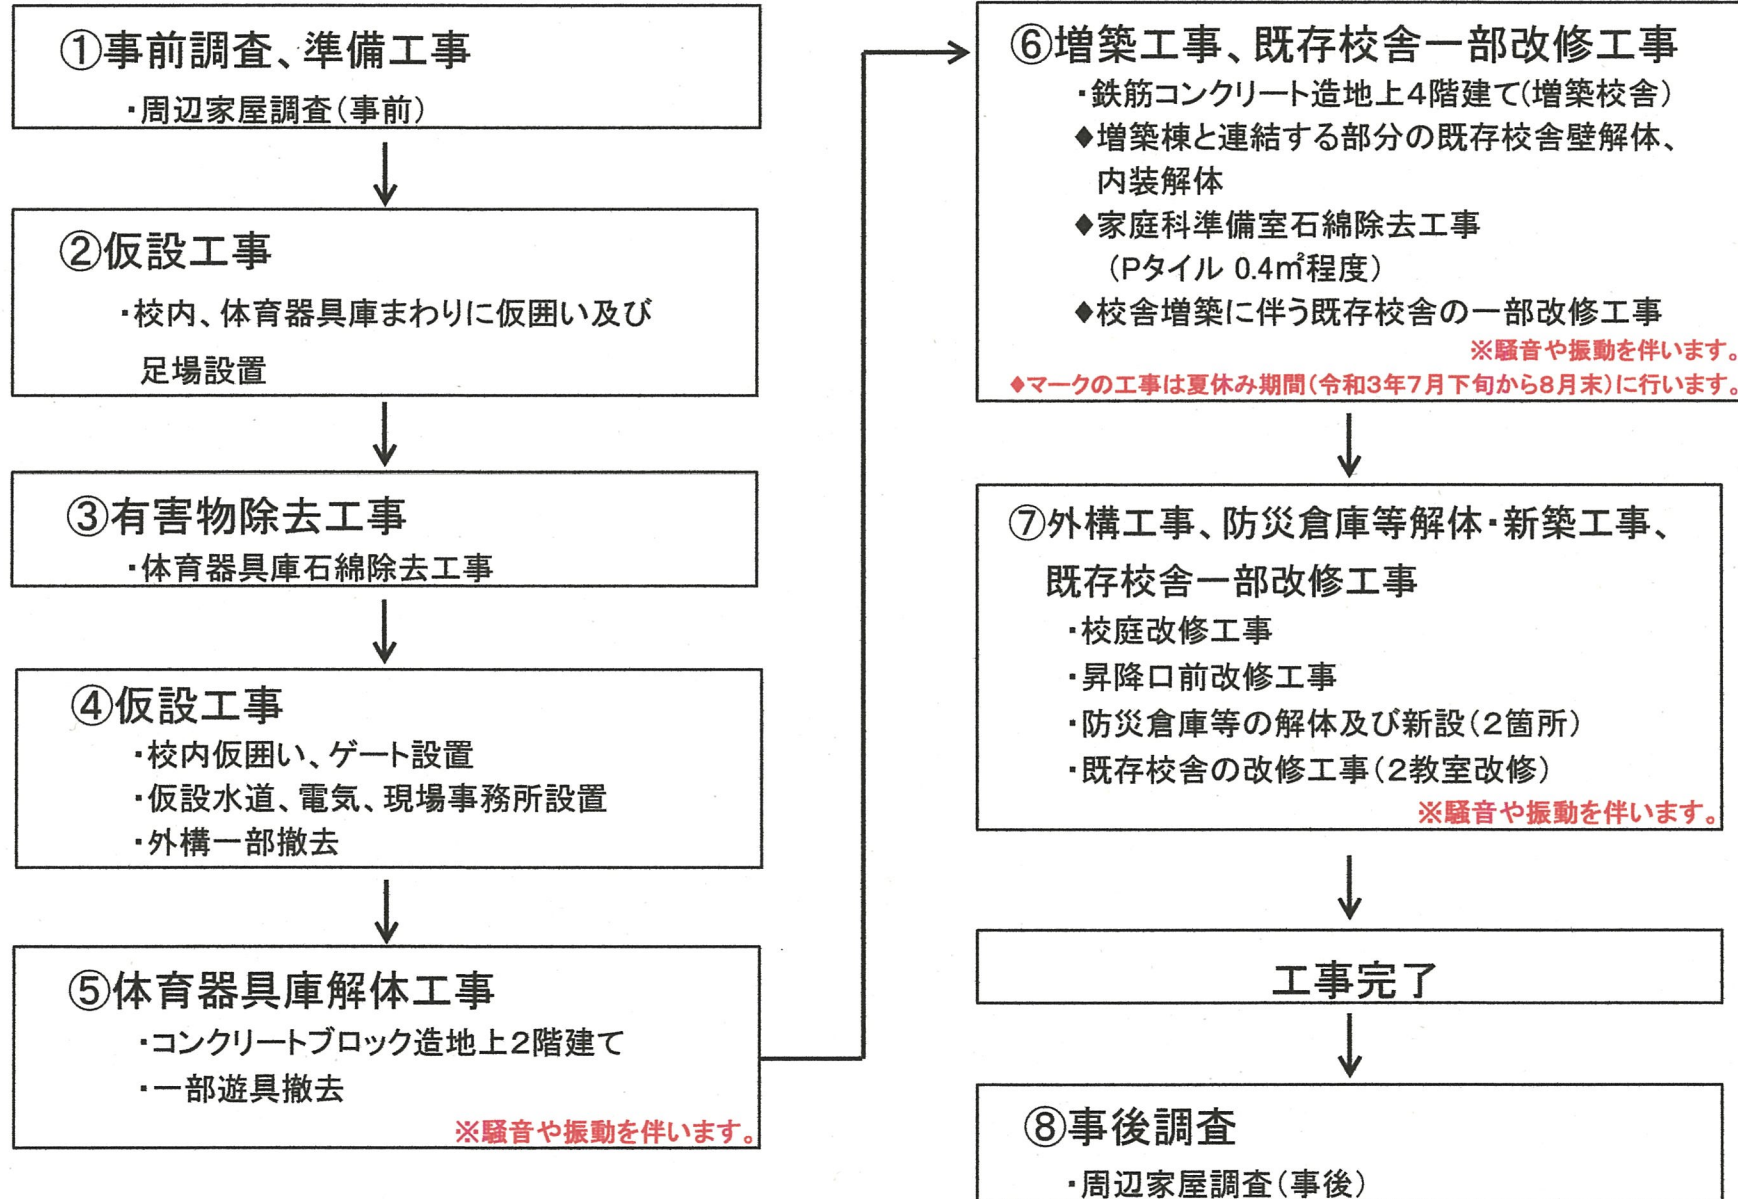 ①事前調査、準備工事
・周辺家屋調査(事前)
②仮設工事
・校内、体育器具庫まわりに仮囲い及び
足場設置
③有害物除去工事
・体育器具庫石綿除去工事
④仮設工事
・校内仮囲い、ゲート設置
・仮設水道、電気、現場事務所設置
・外構一部撤去
⑤体育器具庫解体工事
・コンクリートブロック造地上2階建て
・一部遊具撤去
※騒音や振動を伴います。
⑥増築工事、既存校舎一部改修工事
・鉄筋コンクリート造地上4階建て(増築校舎)
◆増築棟と連結する部分の既存校舎壁解体、
内装解体
◆家庭科準備室石綿除去工事
(Pタイル 0.4㎡程度)
◆校舎増築に伴う既存校舎の一部改修工事
※騒音や振動を伴います。
◆マークの工事は夏休み期間(令和3年7月下旬から8月末)に行います。
⑦外構工事、防災倉庫等解体・新築工事、
既存校舎一部改修工事
・校庭改修工事
・昇降口前改修工事
・防災倉庫等の解体及び新設(2箇所)
・既存校舎の改修工事(2教室改修)
※騒音や振動を伴います。
工事完了
⑧事後調査
・周辺家屋調査(事後)